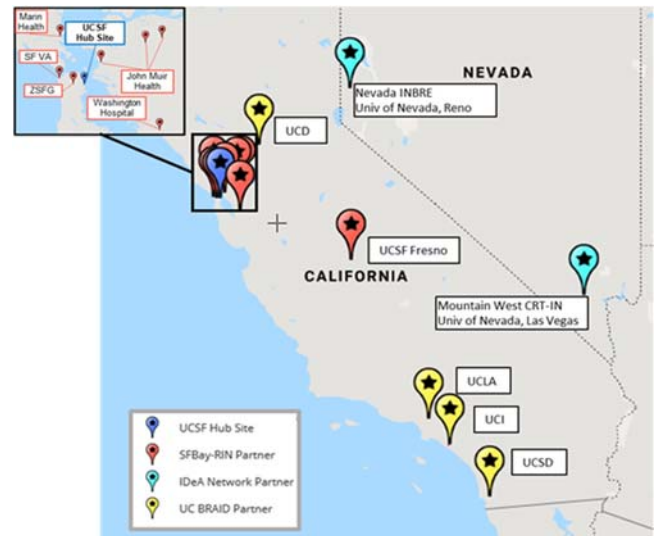 Marin
Health
UCSF
Hub Site
SF VA
ZSFG
John Muir
Health
Washington
Hospital
NEVADA
Nevada INBRE
Univ of Nevada, Reno
UCD
UCSF Fresno
CALIFORNIA
Mountain West CRT-IN
Univ of Nevada, Las Vegas
UCLA
UCI
UCSD
UCSF Hub Site
SFBay-RIN Partner
IDeA Network Partner
UC BRAID Partner